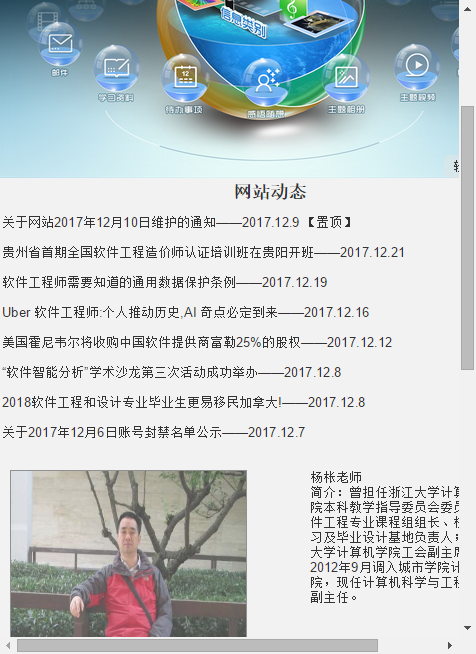 信息类别
邮件
学习资料
待办事项
感悟随想
主题相册
主题视频
网站动态
关于网站2017年12月10日维护的通知——2017.12.9 【置顶】
贵州省首期全国软件工程造价师认证培训班在贵阳开班——2017.12.21
软件工程师需要知道的通用数据保护条例——2017.12.19
Uber 软件工程师:个人推动历史,AI 奇点必定到来——2017.12.16
美国霍尼韦尔将收购中国软件提供商富勒25%的股权——2017.12.12
“软件智能分析”学术沙龙第三次活动成功举办——2017.12.8
2018软件工程和设计专业毕业生更易移民加拿大!——2017.12.8
关于2017年12月6日账号封禁名单公示——2017.12.7
杨枨老师
简介：曾担任浙江大学计
院本科教学指导委员会委
件工程专业课程组组长、
习及毕业设计基地负责人；
大学计算机学院工会副主席
2012年9月调入城市学院计
院，现任计算机科学与工程
副主任。